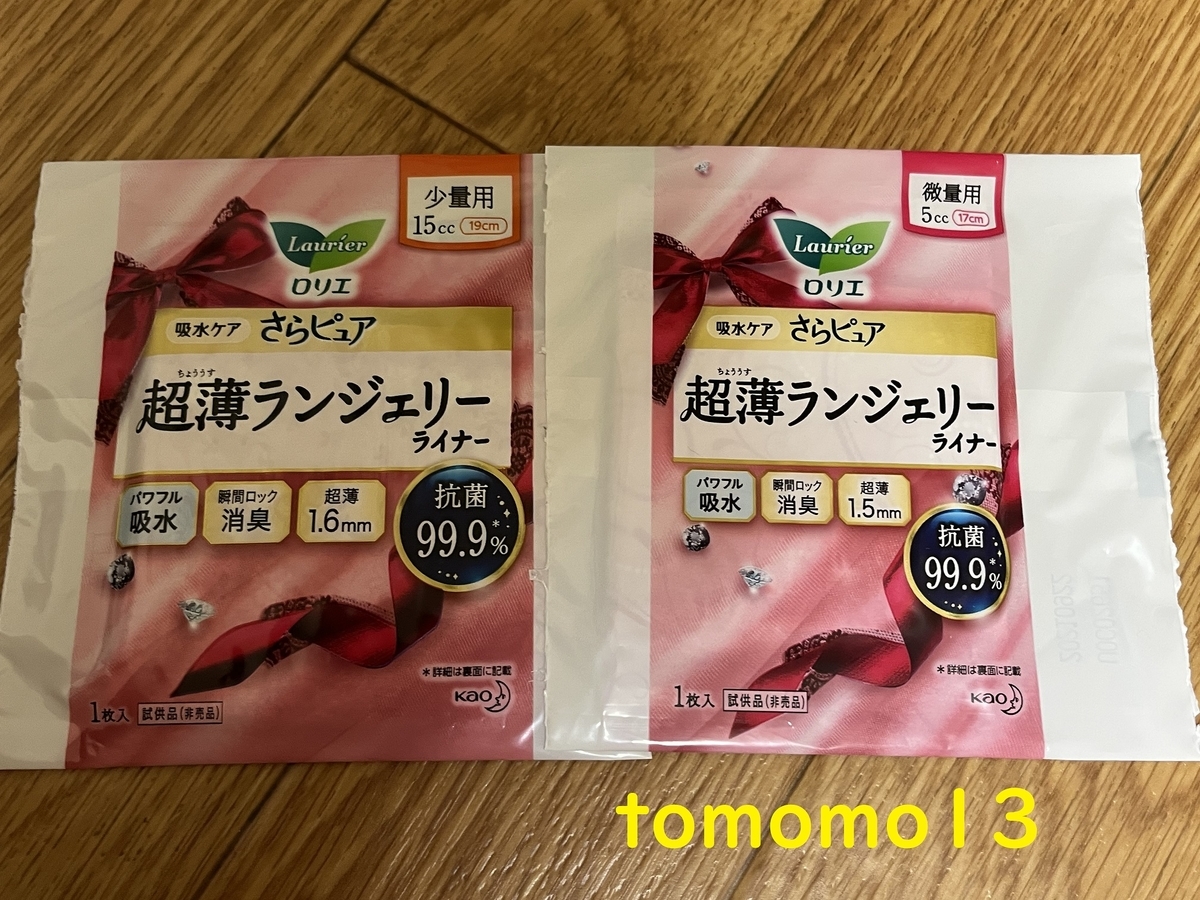 少量用
15cc 19cm
Laurier
ロリエ
吸水ケア さらピュア
ちょううす
超薄ランジェリー
ライナー
パワフル
吸水
瞬間ロック
消臭
超薄
1.6mm
抗菌
99.9%*
*詳細は裏面に記載
Kao
1枚入 試供品(非売品)
微量用
5cc 17cm
Laurier
ロリエ
吸水ケア さらピュア
ちょううす
超薄ランジェリー
ライナー
パワフル
吸水
瞬間ロック
消臭
超薄
1.5mm
抗菌
99.9%*
*詳細は裏面に記載
Kao
1枚入 試供品(非売品)
tomomo13